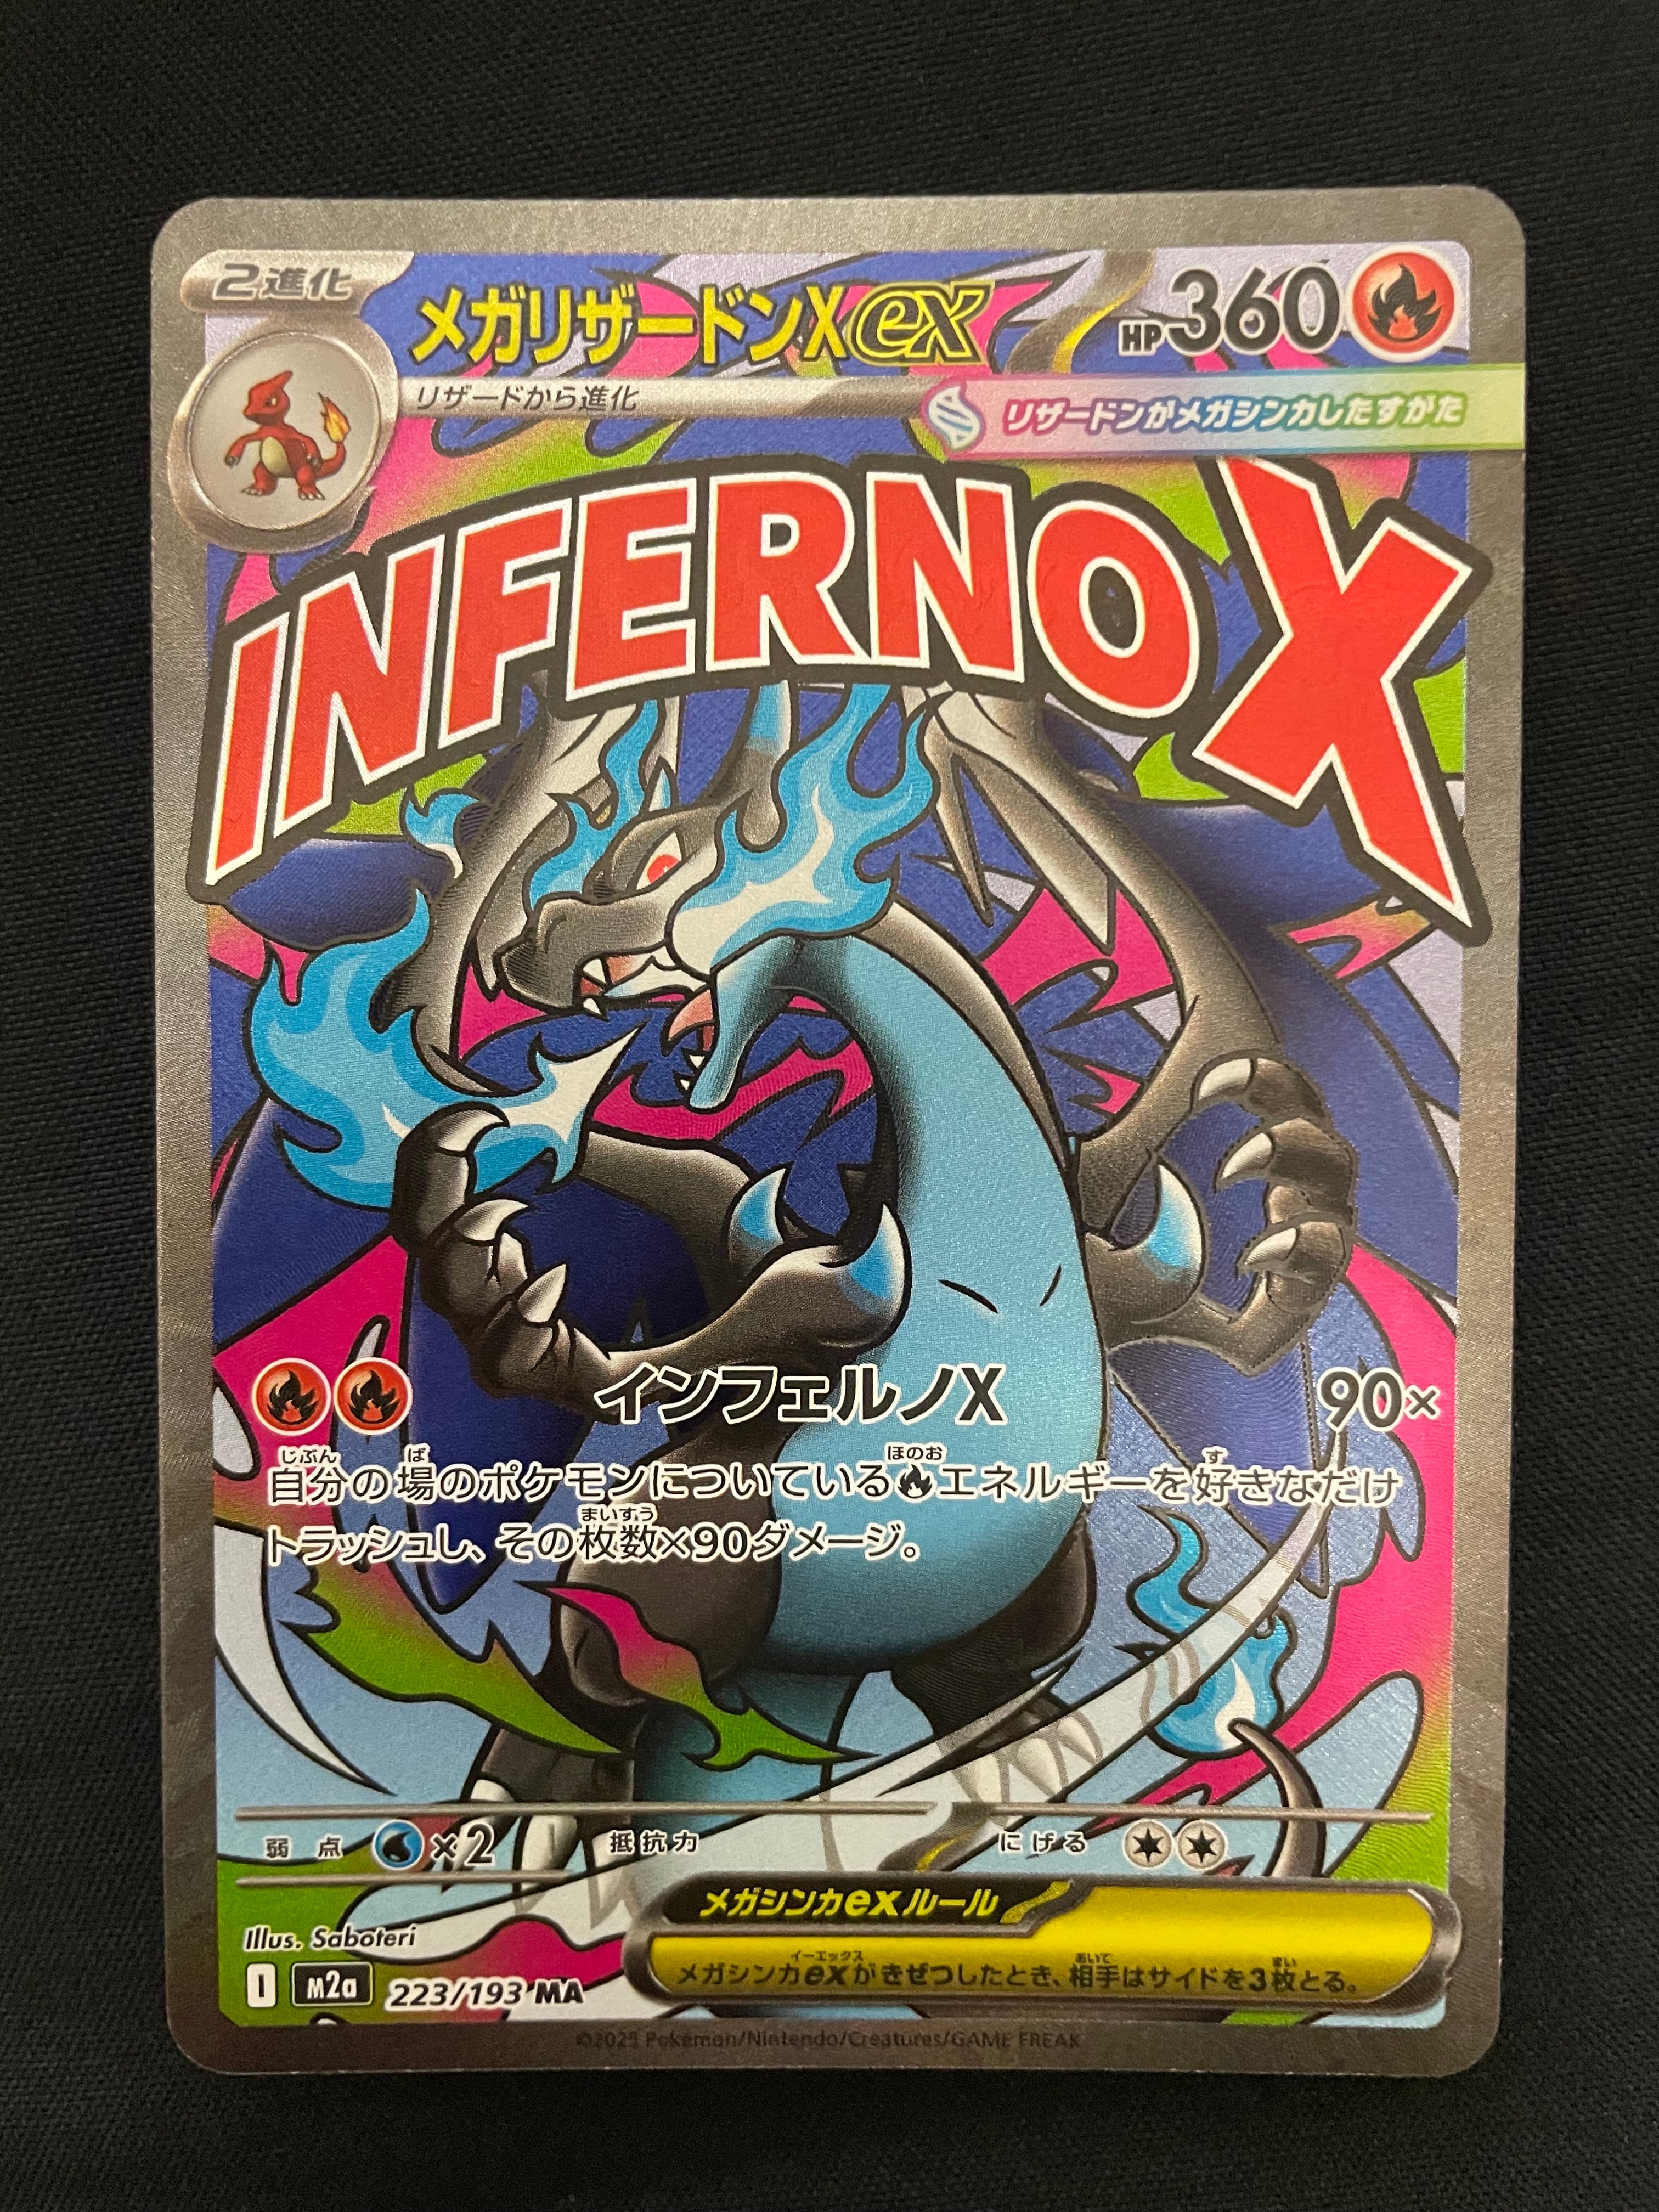 2進化
メガリザードンXex
HP360
リザードから進化
リザードンがメガシンカしたすがた
INFERNO X
インフェルノX 90×
自分の場のポケモンについているエネルギーを好きなだけ
トラッシュし、その枚数×90ダメージ。
弱点 ×2 抵抗力 にげる
メガシンカexルール
メガシンカexがきぜつしたとき、相手はサイドを3枚とる。
Illus. Saboteri
I M2a 223/193 MA
©2025 Pokémon/Nintendo/Creatures/GAME FREAK